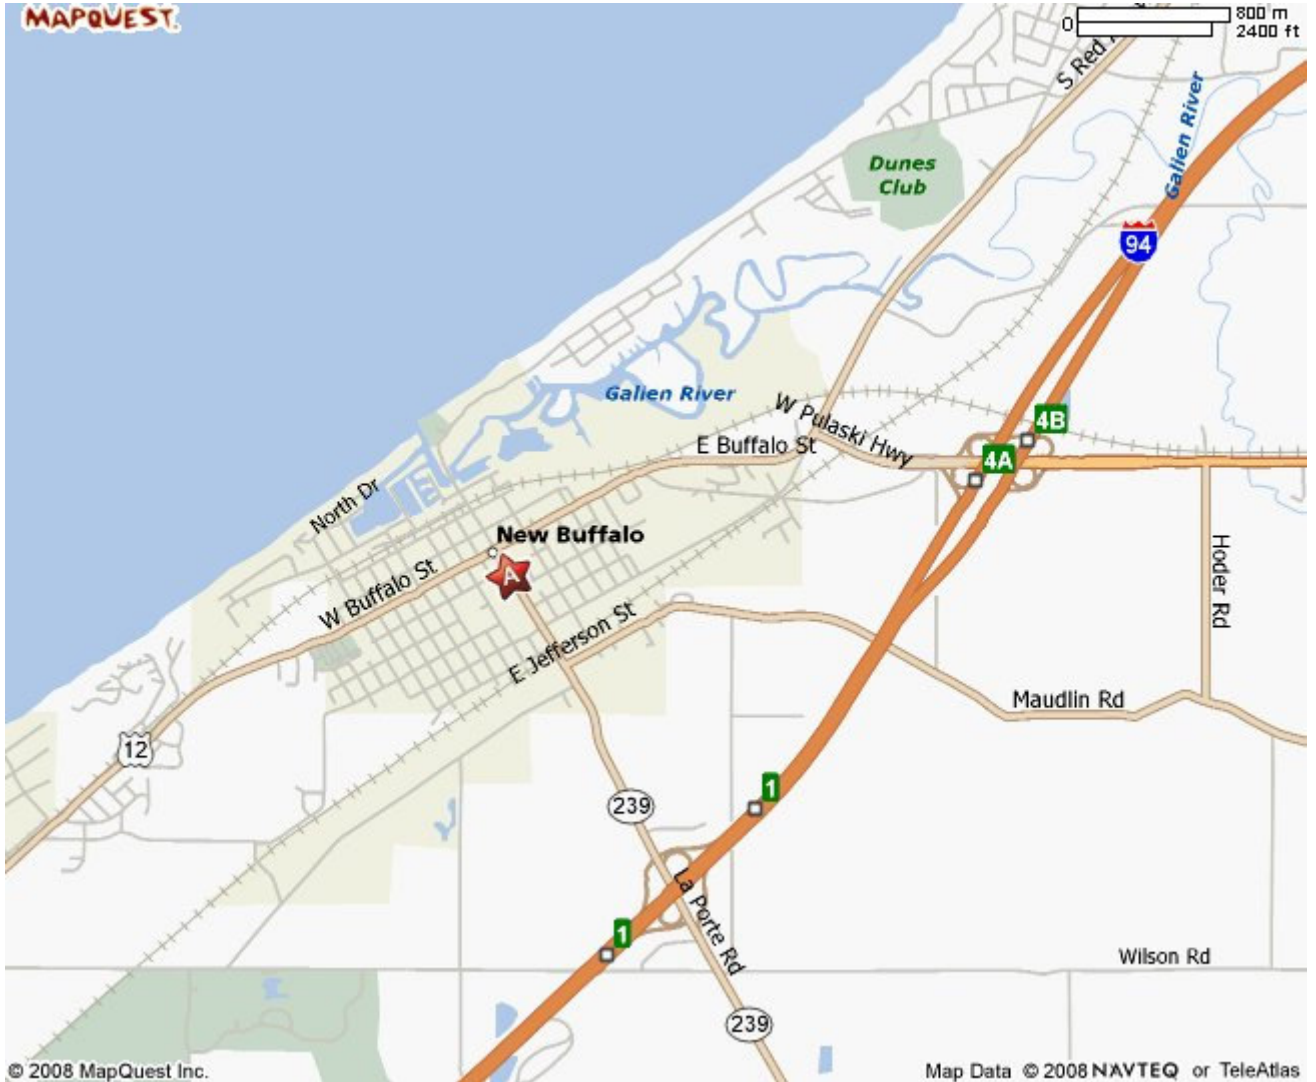 MAPQUEST.
0
800 m
2400 ft
S Red
Galien River
Dunes
Club
94
Galien River
W Pulaski Hwy
4B
E Buffalo St
4A
North Dr
New Buffalo
A
W Buffalo St
Hoder Rd
E Jefferson St
Maudlin Rd
12
1
239
La Porte Rd
1
Wilson Rd
239
© 2008 MapQuest Inc.
Map Data © 2008 NAVTEQ or TeleAtlas